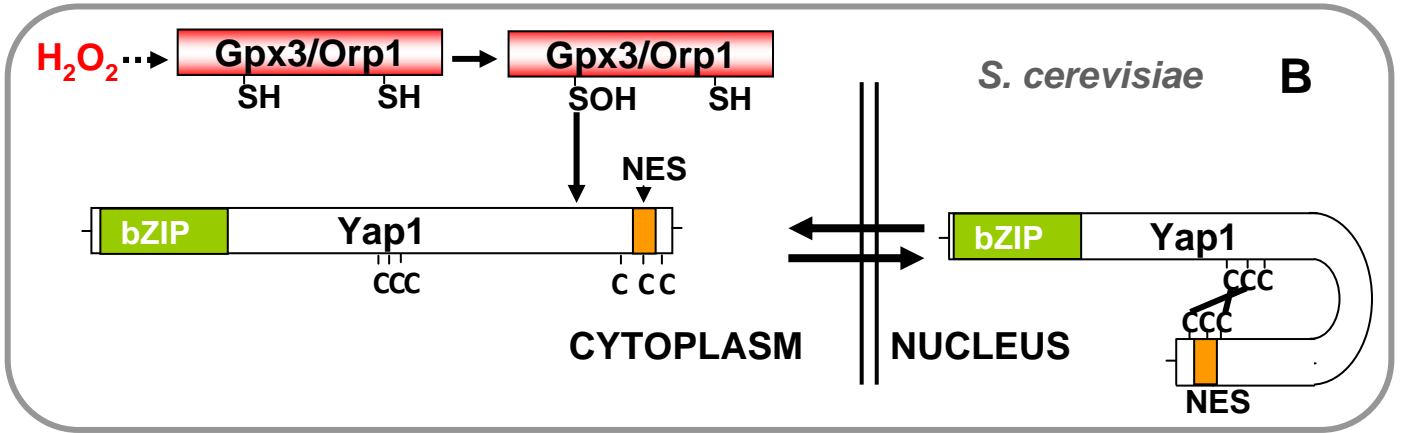 H₂O₂ Gpx3/Orp1 Gpx3/Orp1 S. cerevisiae B
SH SH SOH SH
NES
bZIP Yap1 bZIP Yap1
CCC C C C CCC
CCC
CYTOPLASM NUCLEUS
NES